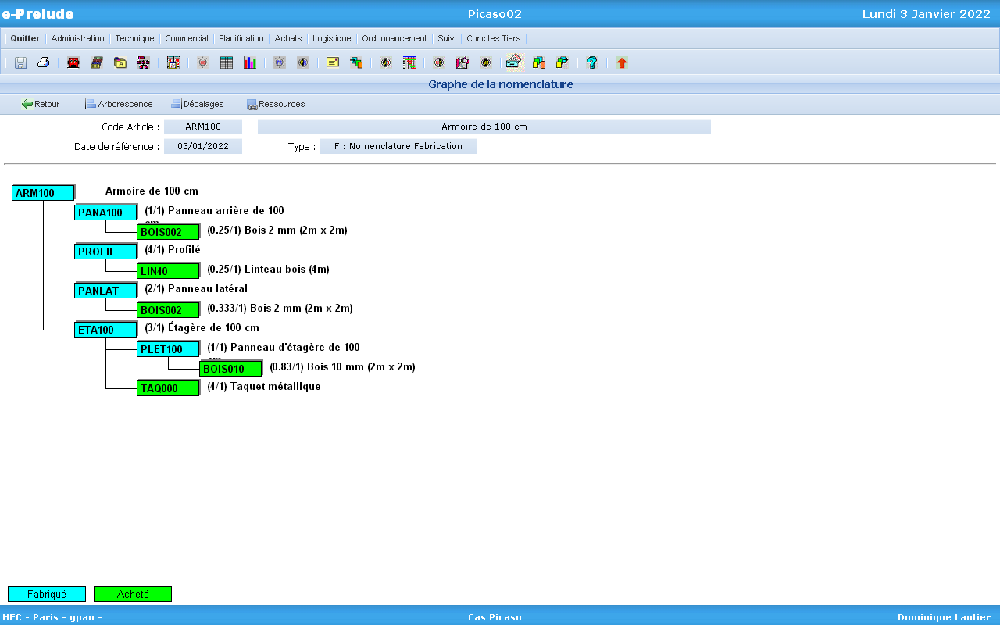 e-Prelude Picaso02 Lundi 3 Janvier 2022
Quitter Administration Technique Commercial Planification Achats Logistique Ordonnancement Suivi Comptes Tiers
Graphe de la nomenclature
Retour Arborescence Décalages Ressources
Code Article : ARM100 Armoire de 100 cm
Date de référence : 03/01/2022 Type : F : Nomenclature Fabrication
ARM100 Armoire de 100 cm
PANA100 (1/1) Panneau arrière de 100
BOIS002 (0.25/1) Bois 2 mm (2m x 2m)
PROFIL (4/1) Profilé
LIN40 (0.25/1) Linteau bois (4m)
PANLAT (2/1) Panneau latéral
BOIS002 (0.333/1) Bois 2 mm (2m x 2m)
ETA100 (3/1) Étagère de 100 cm
PLET100 (1/1) Panneau d'étagère de 100
BOIS010 (0.83/1) Bois 10 mm (2m x 2m)
TAQ000 (4/1) Taquet métallique
Fabriqué Acheté
HEC - Paris - gpao - Cas Picaso Dominique Lautier